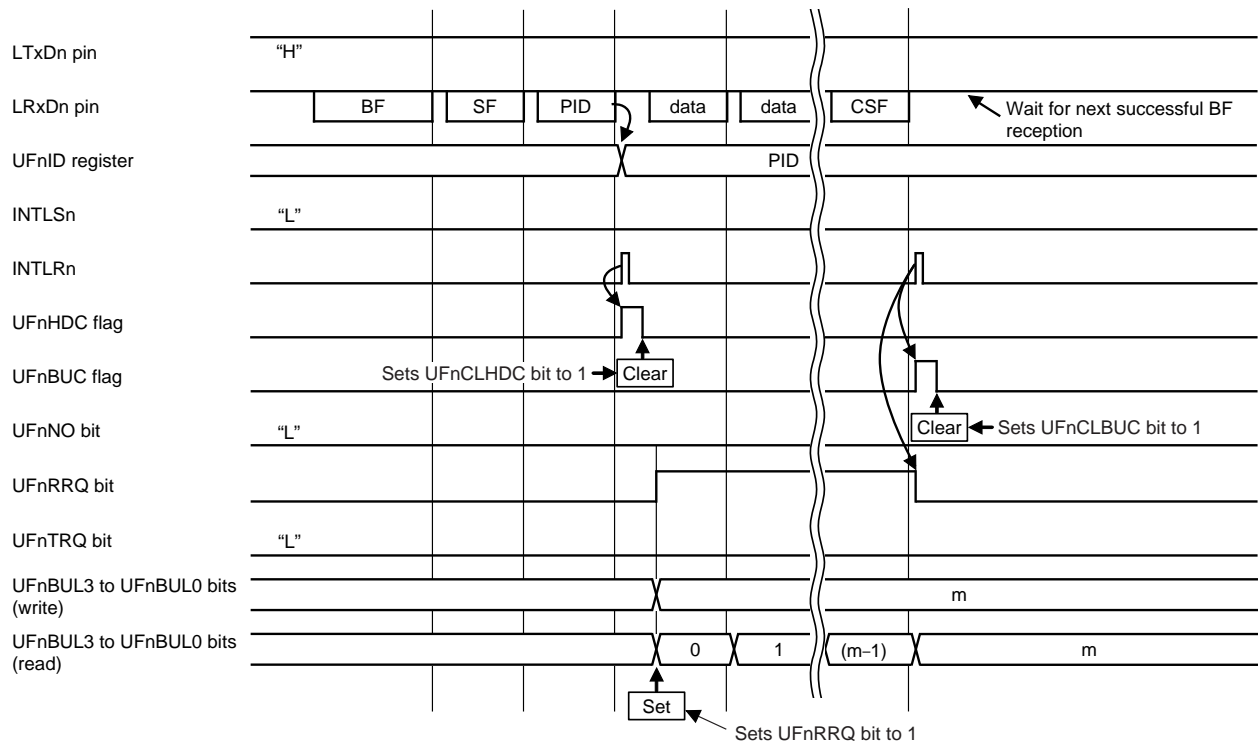 LTxDn pin
“H”
LRxDn pin
BF
SF
PID
data
data
CSF
Wait for next successful BF
reception
UFnID register
PID
INTLSn
“L”
INTLRn
UFnHDC flag
UFnBUC flag
Sets UFnCLHDC bit to 1
Clear
UFnNO bit
“L”
Clear
Sets UFnCLBUC bit to 1
UFnRRQ bit
UFnTRQ bit
“L”
UFnBUL3 to UFnBUL0 bits
(write)
m
UFnBUL3 to UFnBUL0 bits
(read)
0
1
(m−1)
m
Set
Sets UFnRRQ bit to 1